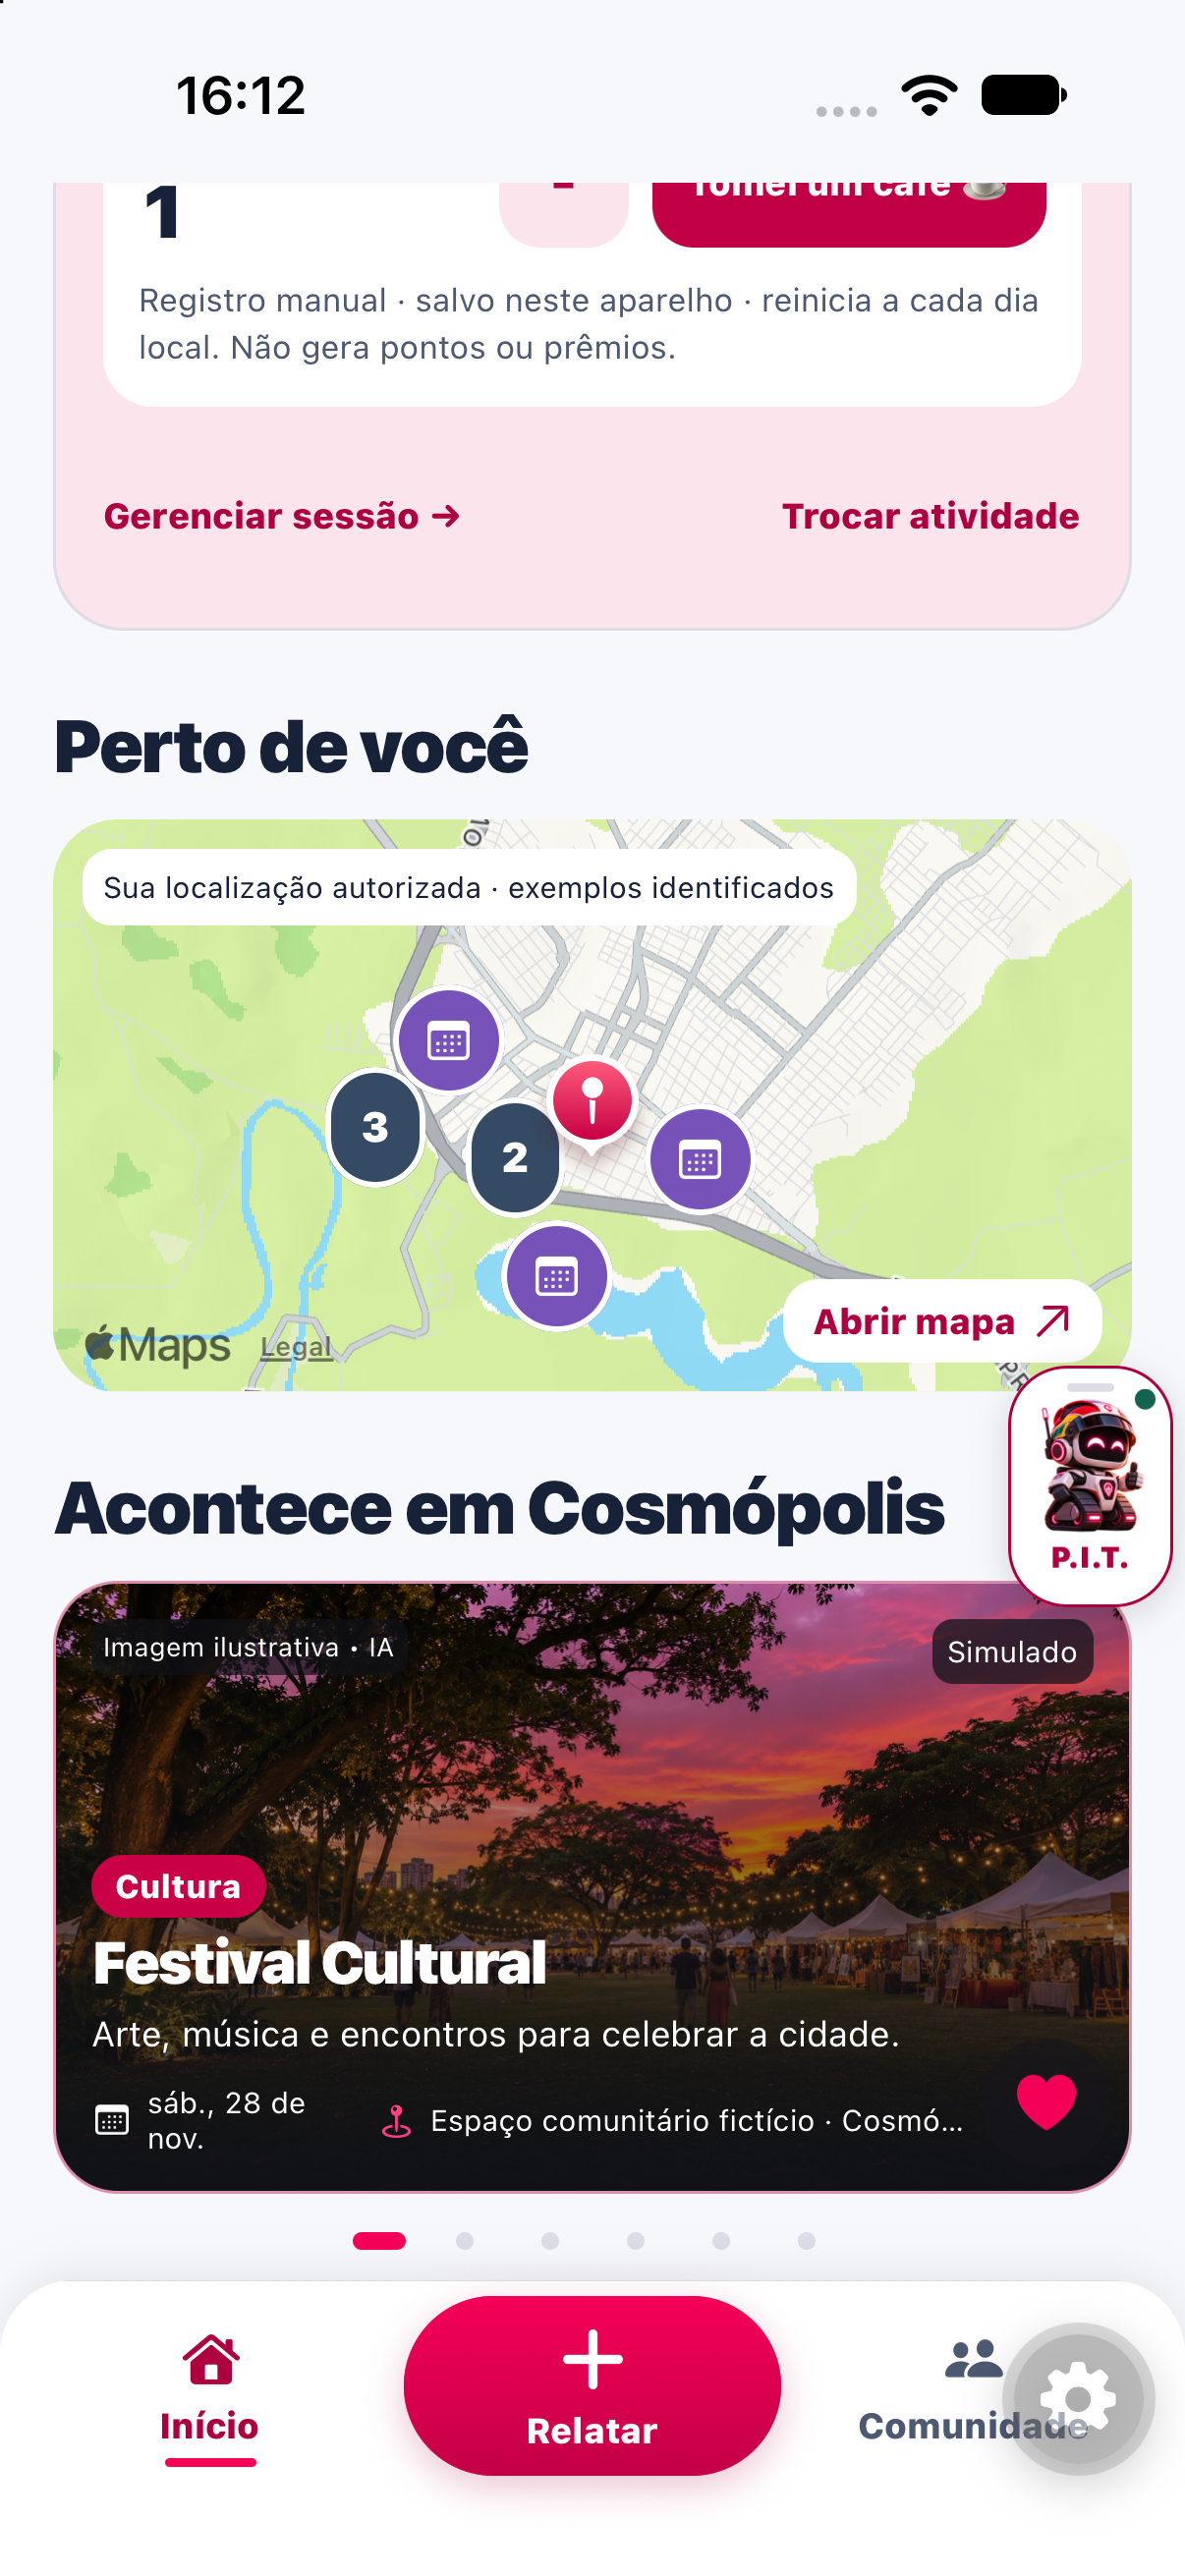 16:12
1
Tomei um café
Registro manual · salvo neste aparelho · reinicia a cada dia
local. Não gera pontos ou prêmios.
Gerenciar sessão →
Trocar atividade
Perto de você
Sua localização autorizada · exemplos identificados
3
2
Maps
Legal
Abrir mapa
P.I.T.
Acontece em Cosmópolis
Imagem ilustrativa • IA
Simulado
Cultura
Festival Cultural
Arte, música e encontros para celebrar a cidade.
sáb., 28 de
nov.
Espaço comunitário fictício · Cosmó...
Início
Relatar
Comunidade